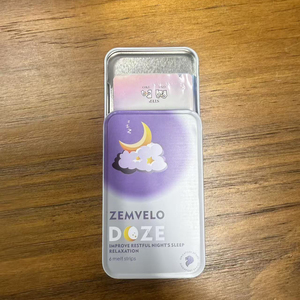 ZEMVELO
DOZE
IMPROVE RESTFUL NIGHT'S SLEEP
RELAXATION